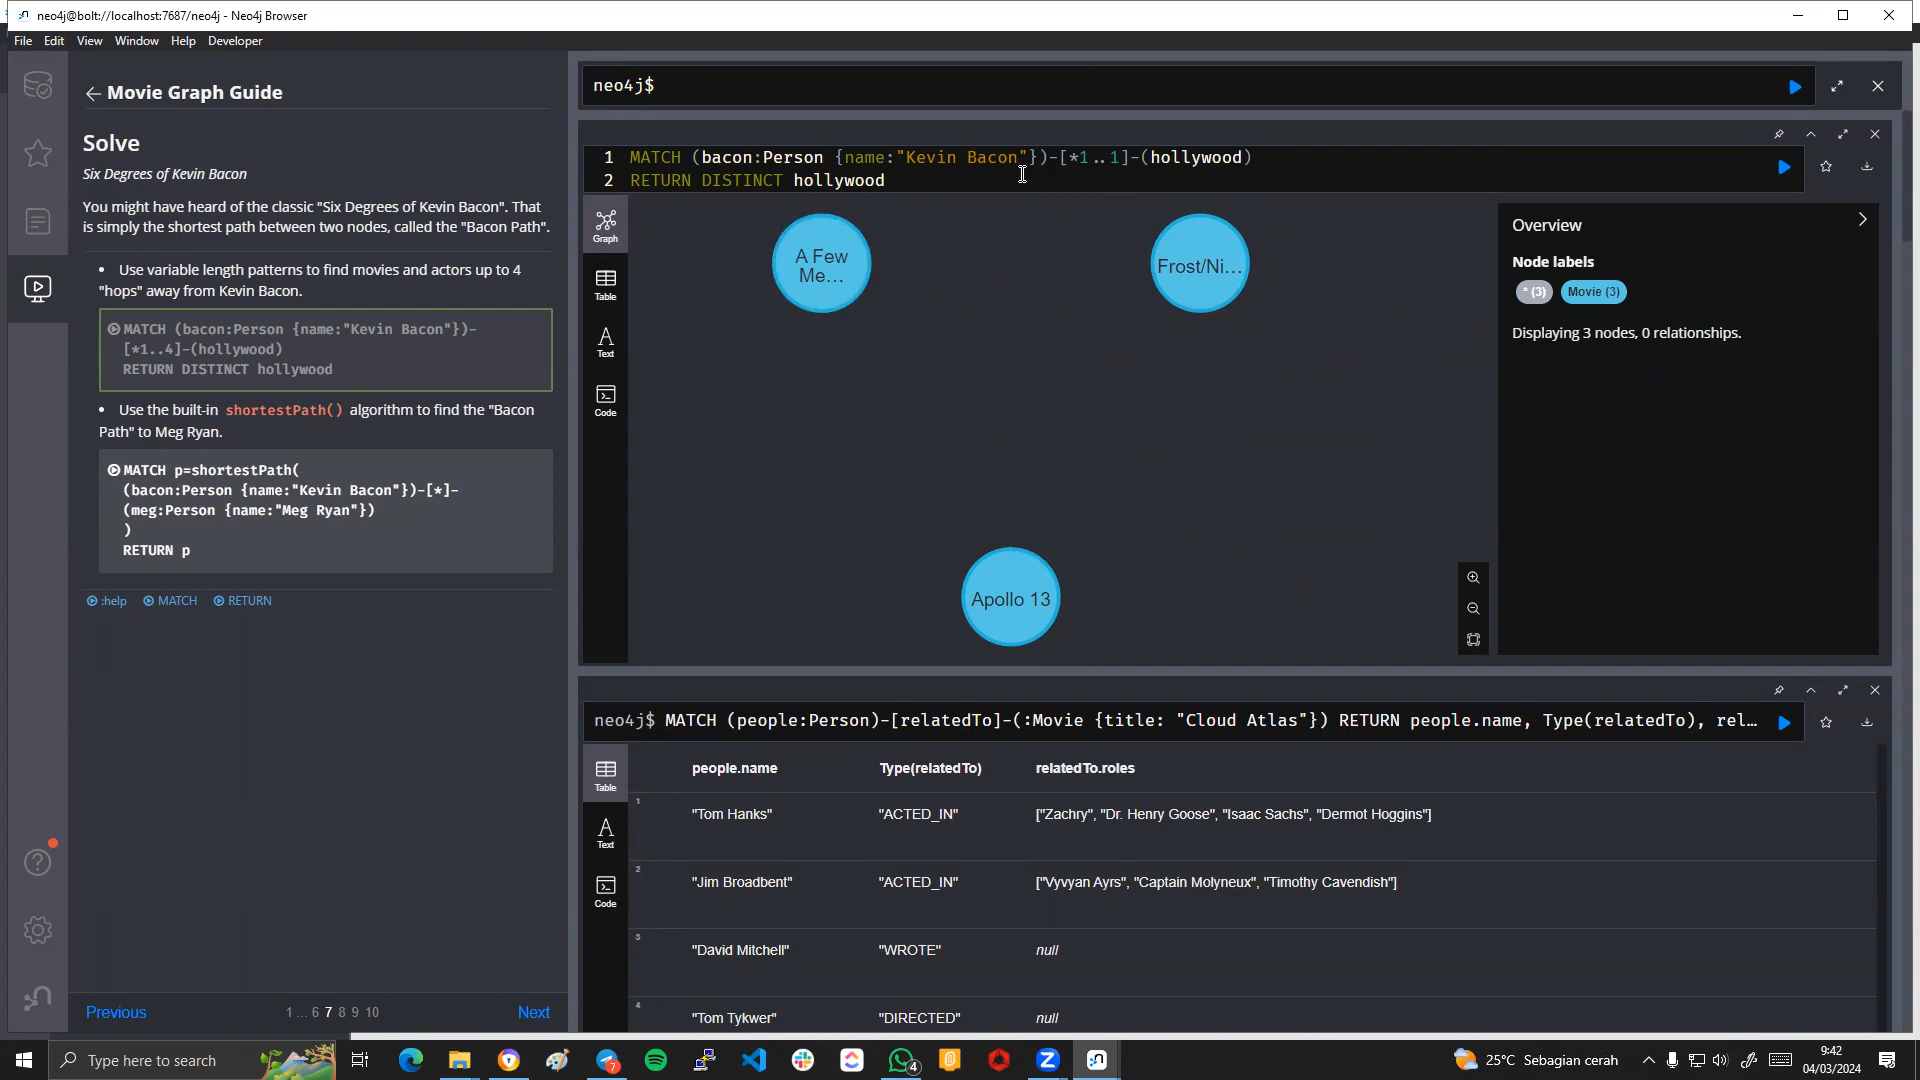 neo4j@bolt://localhost:7687/neo4j - Neo4j Browser
File Edit View Window Help Developer
Movie Graph Guide
Solve
Six Degrees of Kevin Bacon
You might have heard of the classic "Six Degrees of Kevin Bacon". That
is simply the shortest path between two nodes, called the "Bacon Path".
• Use variable length patterns to find movies and actors up to 4
"hops" away from Kevin Bacon.
MATCH (bacon:Person {name:"Kevin Bacon"})-
[*1..4]-(hollywood)
RETURN DISTINCT hollywood
• Use the built-in shortestPath() algorithm to find the "Bacon
Path" to Meg Ryan.
MATCH p=shortestPath(
(bacon:Person {name:"Kevin Bacon"})-[*]-
(meg:Person {name:"Meg Ryan"})
)
RETURN p
:help MATCH RETURN
Previous 1 ... 6 7 8 9 10 Next
neo4j$
1 MATCH (bacon:Person {name:"Kevin Bacon"})-[*1..1]-(hollywood)
2 RETURN DISTINCT hollywood
Graph
Table
Text
Code
A Few
Me...
Frost/Ni...
Apollo 13
Overview
Node labels
* (3) Movie (3)
Displaying 3 nodes, 0 relationships.
neo4j$ MATCH (people:Person)-[relatedTo]-(:Movie {title: "Cloud Atlas"}) RETURN people.name, Type(relatedTo), rel...
Table
Text
Code
people.name Type(relatedTo) relatedTo.roles
1 "Tom Hanks" "ACTED_IN" ["Zachry", "Dr. Henry Goose", "Isaac Sachs", "Dermot Hoggins"]
2 "Jim Broadbent" "ACTED_IN" ["Vyvyan Ayrs", "Captain Molyneux", "Timothy Cavendish"]
3 "David Mitchell" "WROTE" null
4 "Tom Tykwer" "DIRECTED" null
Type here to search
7
4
25°C Sebagian cerah
9:42
04/03/2024